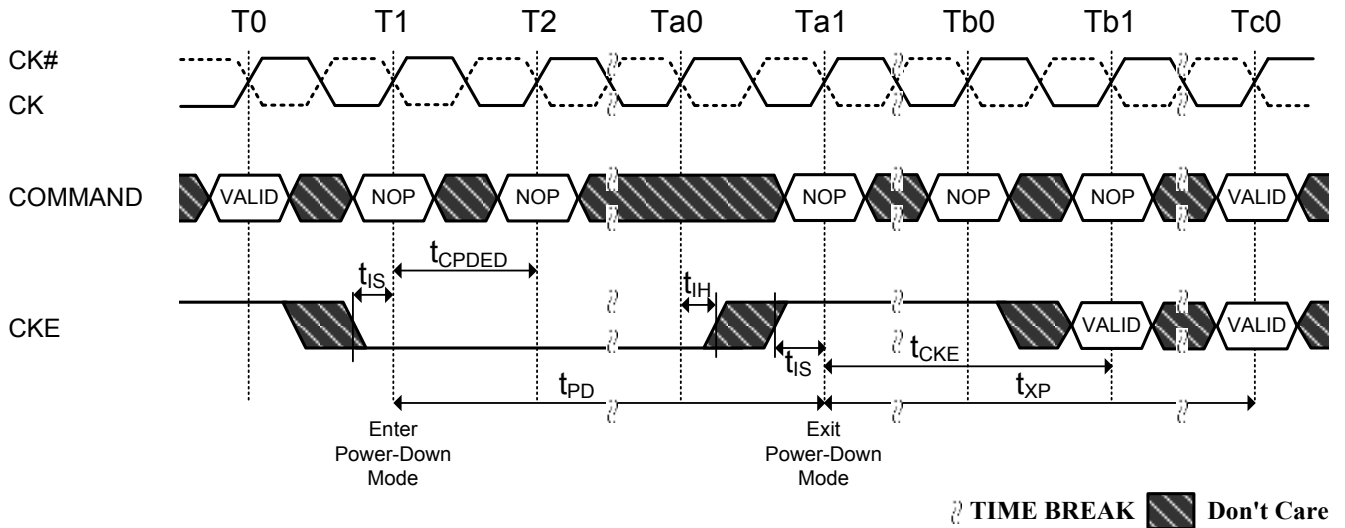 T0 T1 T2 Ta0 Ta1 Tb0 Tb1 Tc0
CK#
CK
COMMAND VALID NOP NOP NOP NOP NOP VALID
tIS tCPDED tIH
CKE VALID VALID
tIS tCKE
tPD tXP
Enter
Power-Down
Mode
Exit
Power-Down
Mode
TIME BREAK Don't Care